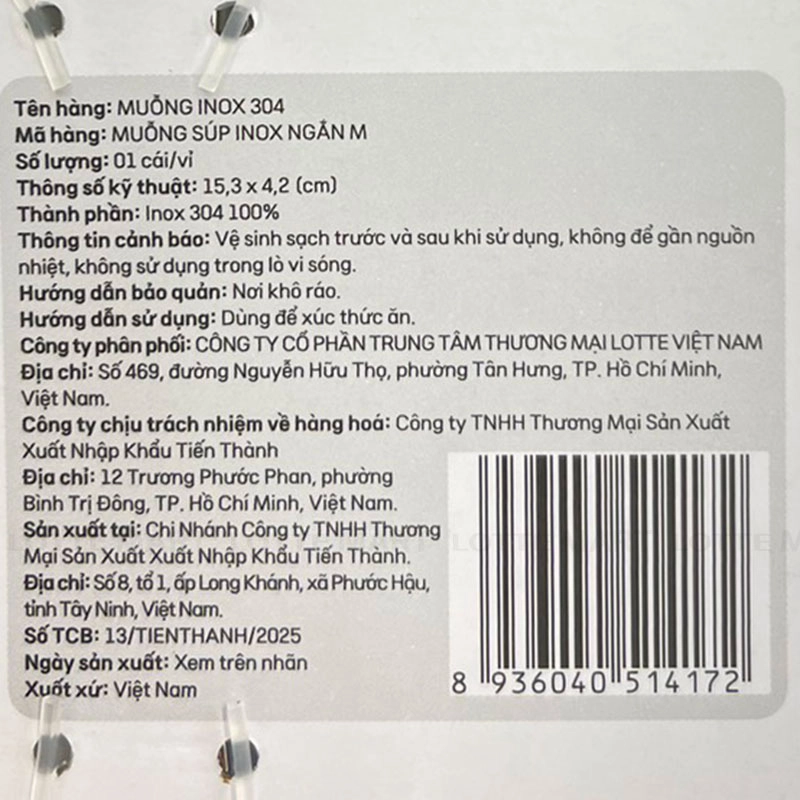 Tên hàng: MUỖNG INOX 304
Mã hàng: MUỖNG SÚP INOX NGẮN M
Số lượng: 01 cái/vỉ
Thông số kỹ thuật: 15,3 x 4,2 (cm)
Thành phần: Inox 304 100%
Thông tin cảnh báo: Vệ sinh sạch trước và sau khi sử dụng, không để gần nguồn
nhiệt, không sử dụng trong lò vi sóng.
Hướng dẫn bảo quản: Nơi khô ráo.
Hướng dẫn sử dụng: Dùng để xúc thức ăn.
Công ty phân phối: CÔNG TY CỔ PHẦN TRUNG TÂM THƯƠNG MẠI LOTTE VIỆT NAM
Địa chỉ: Số 469, đường Nguyễn Hữu Thọ, phường Tân Hưng, TP. Hồ Chí Minh,
Việt Nam.
Công ty chịu trách nhiệm về hàng hoá: Công ty TNHH Thương Mại Sản Xuất
Xuất Nhập Khẩu Tiến Thành
Địa chỉ: 12 Trương Phước Phan, phường
Bình Trị Đông, TP. Hồ Chí Minh, Việt Nam.
Sản xuất tại: Chi Nhánh Công ty TNHH Thương
Mại Sản Xuất Xuất Nhập Khẩu Tiến Thành.
Địa chỉ: Số 8, tổ 1, ấp Long Khánh, xã Phước Hậu,
tỉnh Tây Ninh, Việt Nam.
Số TCB: 13/TIENTHANH/2025
Ngày sản xuất: Xem trên nhãn
Xuất xứ: Việt Nam
8 936040 514172